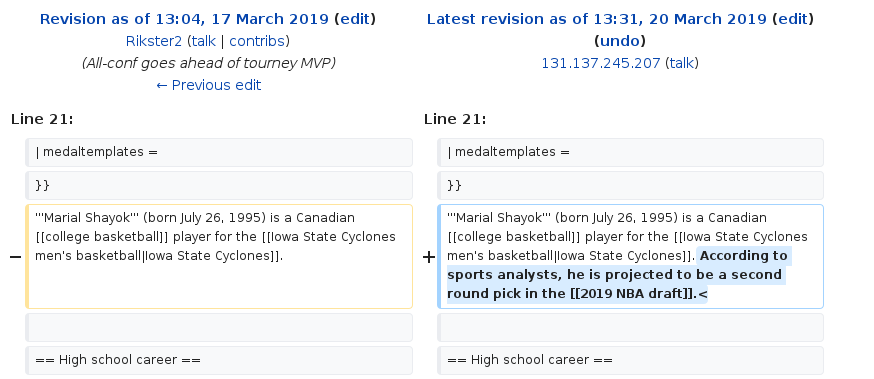 Revision as of 13:04, 17 March 2019 (edit)
Rikster2 (talk | contribs)
(All-conf goes ahead of tourney MVP)
← Previous edit
Latest revision as of 13:31, 20 March 2019 (edit)
(undo)
131.137.245.207 (talk)
Line 21:
Line 21:
| medaltemplates =
| medaltemplates =
}}
}}
− '''Marial Shayok''' (born July 26, 1995) is a Canadian
[[college basketball]] player for the [[Iowa State Cyclones
men's basketball|Iowa State Cyclones]].
+ '''Marial Shayok''' (born July 26, 1995) is a Canadian
[[college basketball]] player for the [[Iowa State Cyclones
men's basketball|Iowa State Cyclones]]. According to
sports analysts, he is projected to be a second
round pick in the [[2019 NBA draft]].<
== High school career ==
== High school career ==